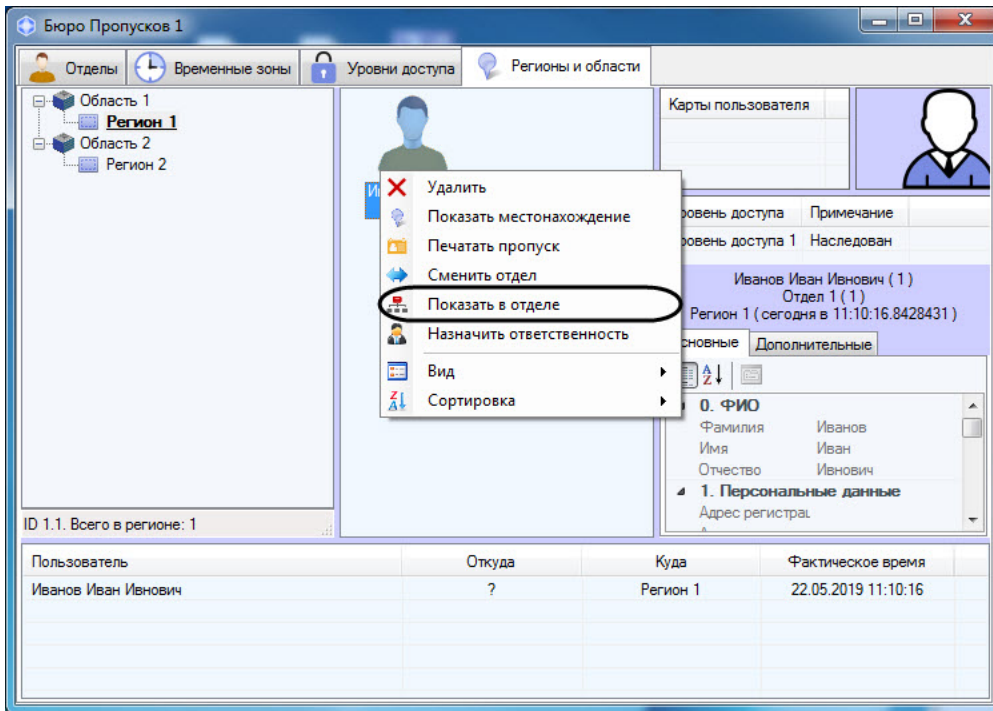 Бюро Пропусков 1
Отделы Временные зоны Уровни доступа Регионы и области
Область 1
Регион 1
Область 2
Регион 2
ID 1.1. Всего в регионе: 1
Удалить
Показать местонахождение
Печатать пропуск
Сменить отдел
Показать в отделе
Назначить ответственность
Вид
Сортировка
Карты пользователя
доступа Примечание
доступа 1 Наследован
Иванов Иван Ивнович ( 1 )
Отдел 1 ( 1 )
Регион 1 ( сегодня в 11:10:16.8428431 )
Дополнительные
0. ФИО
Фамилия Иванов
Имя Иван
Отчество Ивнович
1. Персональные данные
Адрес
Пользователь Откуда Куда Фактическое время
Иванов Иван Ивнович ? Регион 1 22.05.2019 11:10:16